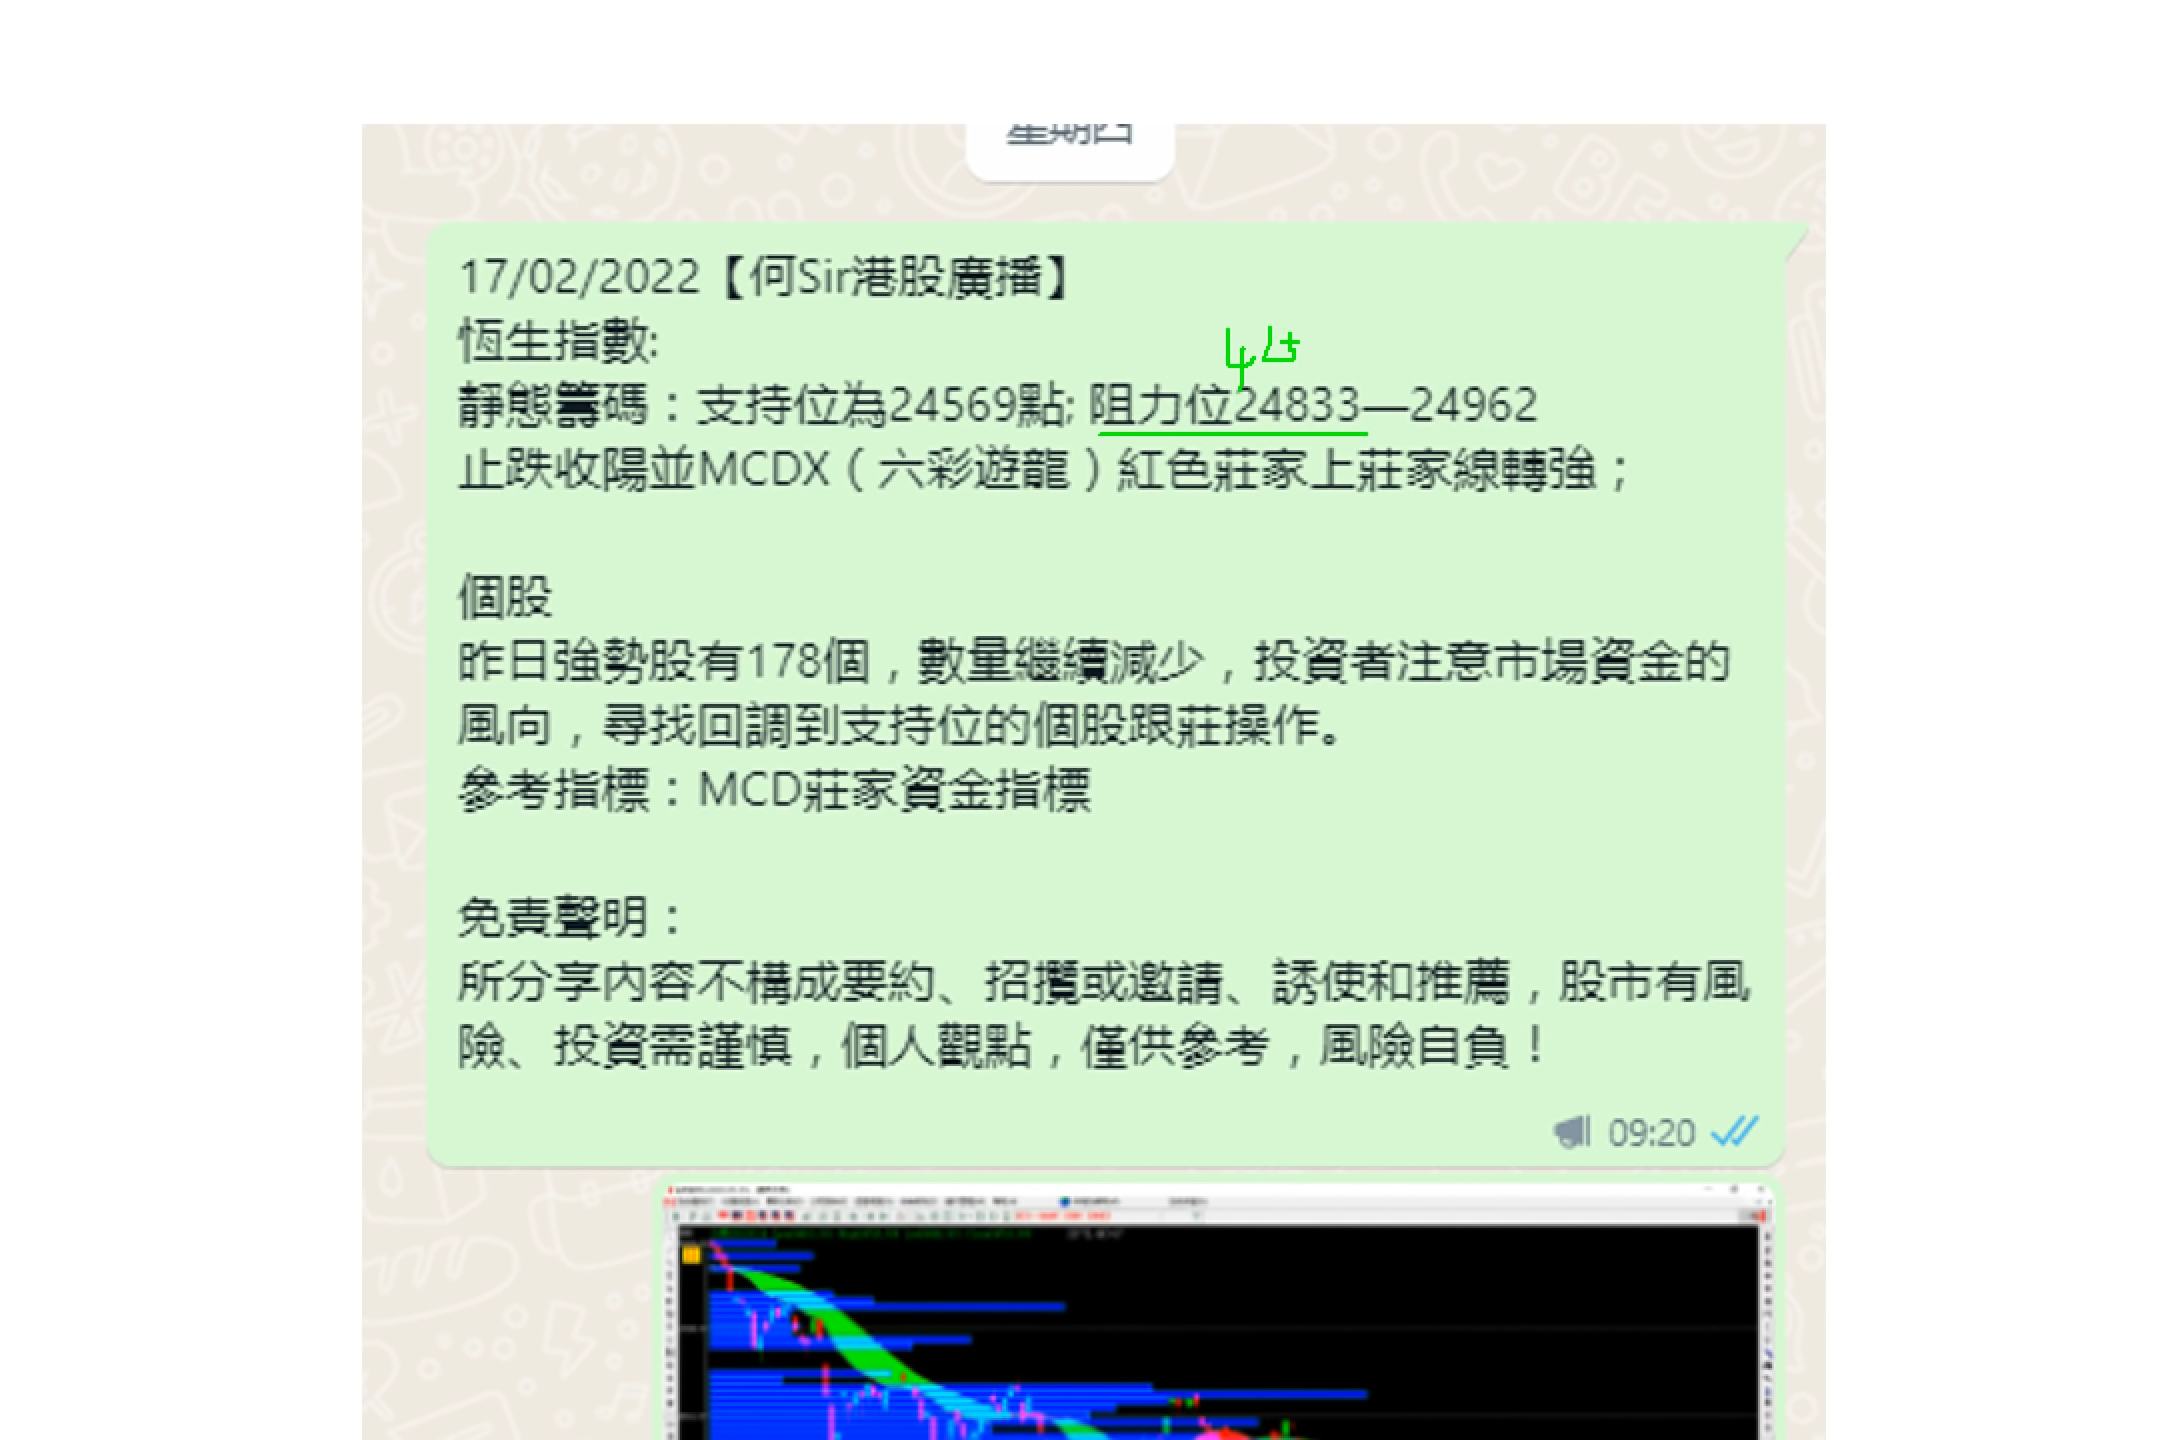 星期四
17/02/2022【何Sir港股廣播】
恆生指數:
靜態籌碼：支持位為24569點; 阻力位24833—24962
止跌收陽並MCDX（六彩遊龍）紅色莊家上莊家線轉強；
個股
昨日強勢股有178個，數量繼續減少，投資者注意市場資金的
風向，尋找回調到支持位的個股跟莊操作。
參考指標：MCD莊家資金指標
免責聲明：
所分享內容不構成要約、招攬或邀請、誘使和推薦，股市有風
險、投資需謹慎，個人觀點，僅供參考，風險自負！
09:20